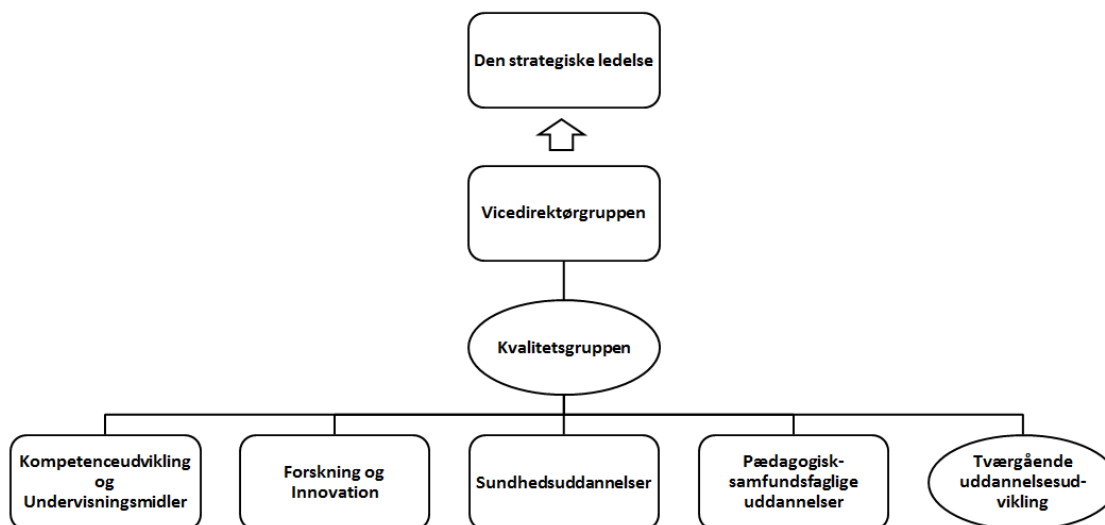 Den strategiske ledelse
Vicedirektørgruppen
Kvalitetsgruppen
Kompetenceudvikling
og
Undervisningsmidler
Forskning og
Innovation
Sundhedsuddannelser
Pædagogisk-
samfundsfaglige
uddannelser
Tværgående
uddannelsesud-
vikling